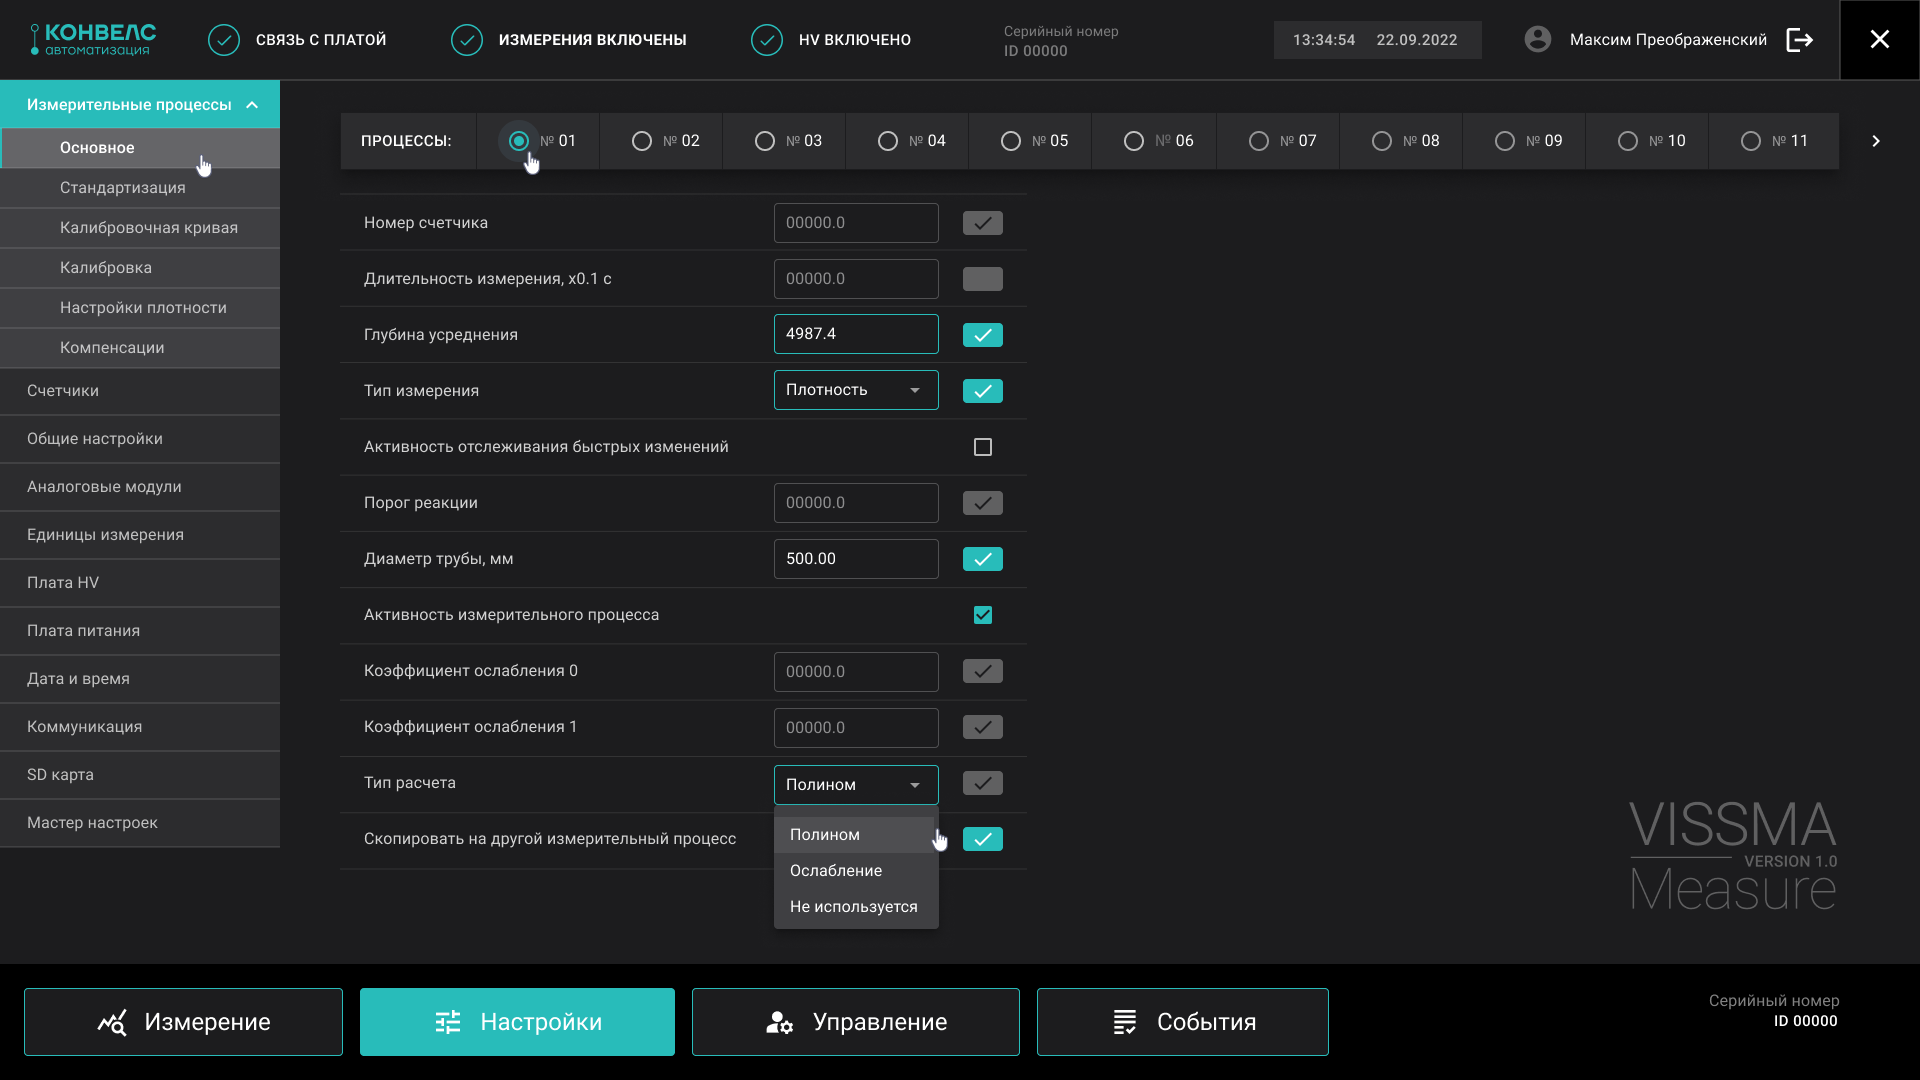 КОНВЕЛС
автоматизация
СВЯЗЬ С ПЛАТОЙ
ИЗМЕРЕНИЯ ВКЛЮЧЕНЫ
HV ВКЛЮЧЕНО
Серийный номер
ID 00000
13:34:54 22.09.2022
Максим Преображенский
Измерительные процессы
Основное
Стандартизация
Калибровочная кривая
Калибровка
Настройки плотности
Компенсации
Счетчики
Общие настройки
Аналоговые модули
Единицы измерения
Плата HV
Плата питания
Дата и время
Коммуникация
SD карта
Мастер настроек
ПРОЦЕССЫ: № 01 № 02 № 03 № 04 № 05 № 06 № 07 № 08 № 09 № 10 № 11
Номер счетчика 00000.0
Длительность измерения, х0.1 с 00000.0
Глубина усреднения 4987.4
Тип измерения Плотность
Активность отслеживания быстрых изменений
Порог реакции 00000.0
Диаметр трубы, мм 500.00
Активность измерительного процесса
Коэффициент ослабления 0 00000.0
Коэффициент ослабления 1 00000.0
Тип расчета Полином
Скопировать на другой измерительный процесс
Полином
Ослабление
Не используется
VISSMA
VERSION 1.0
Measure
Измерение
Настройки
Управление
События
Серийный номер
ID 00000